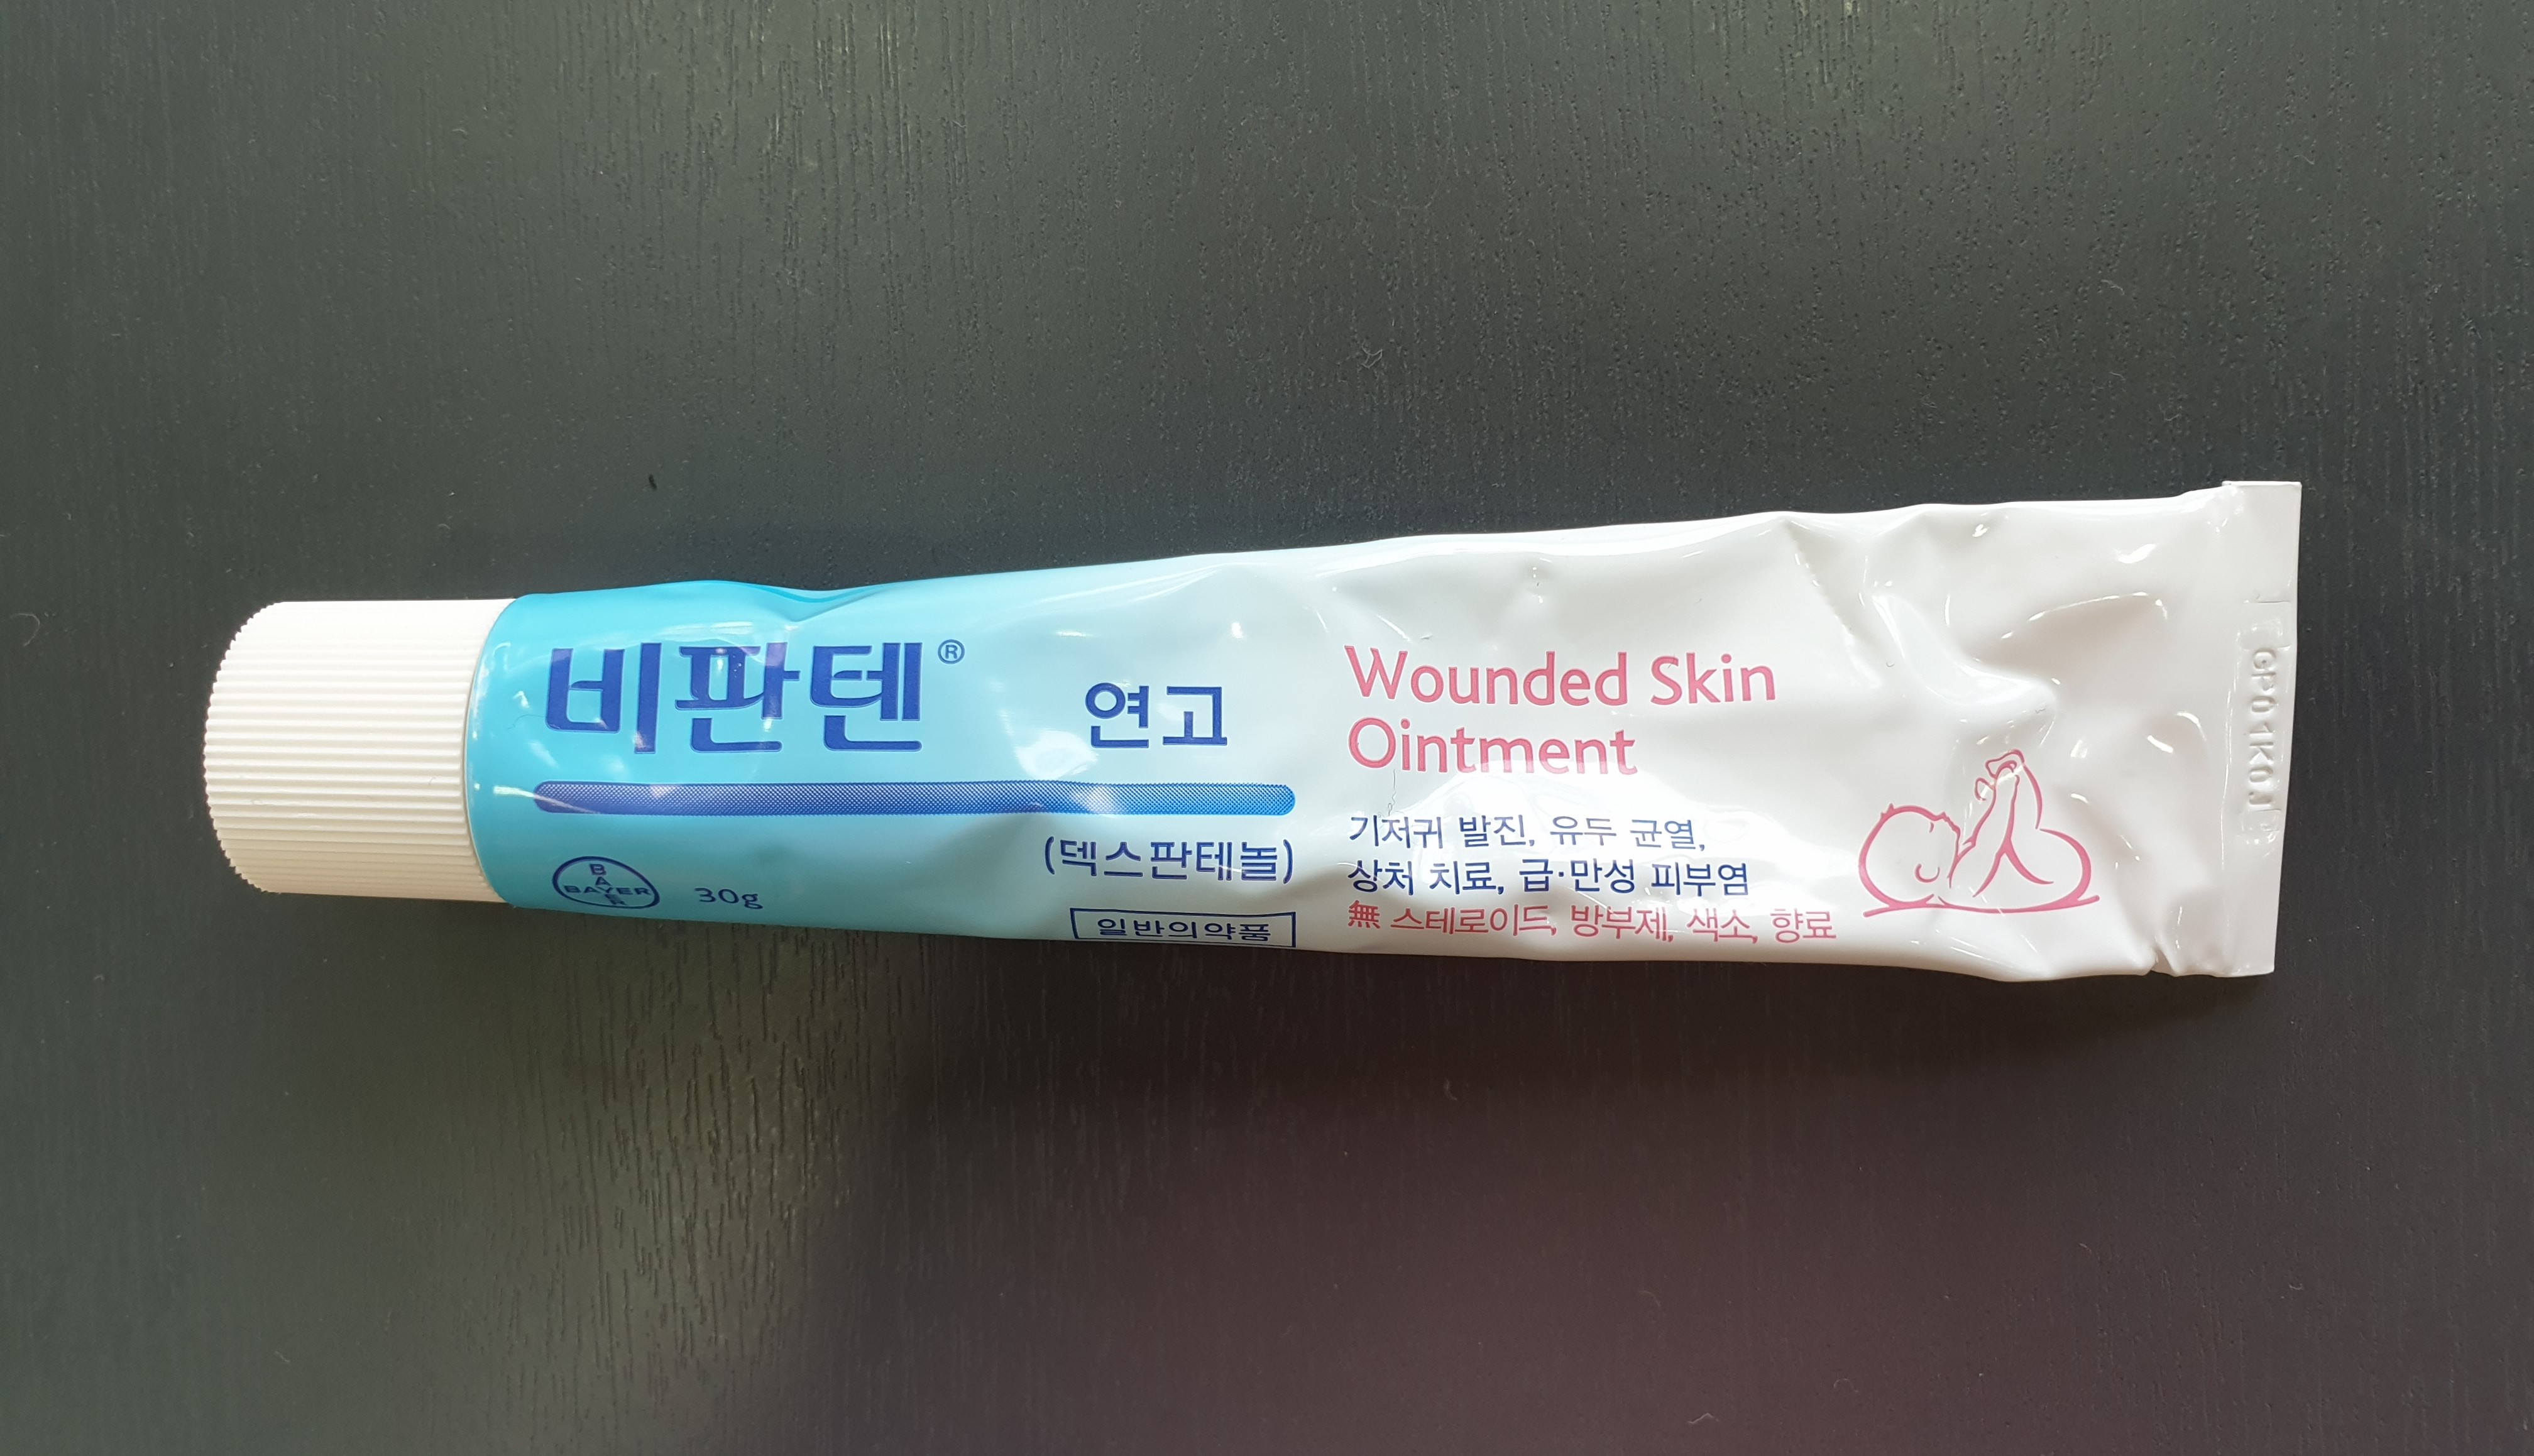 비판텐®
연고
(덱스판테놀)
일반의약품
BAYER
BAYER
30g
Wounded Skin
Ointment
기저귀 발진, 유두 균열,
상처 치료, 급·만성 피부염
無 스테로이드, 방부제, 색소, 향료